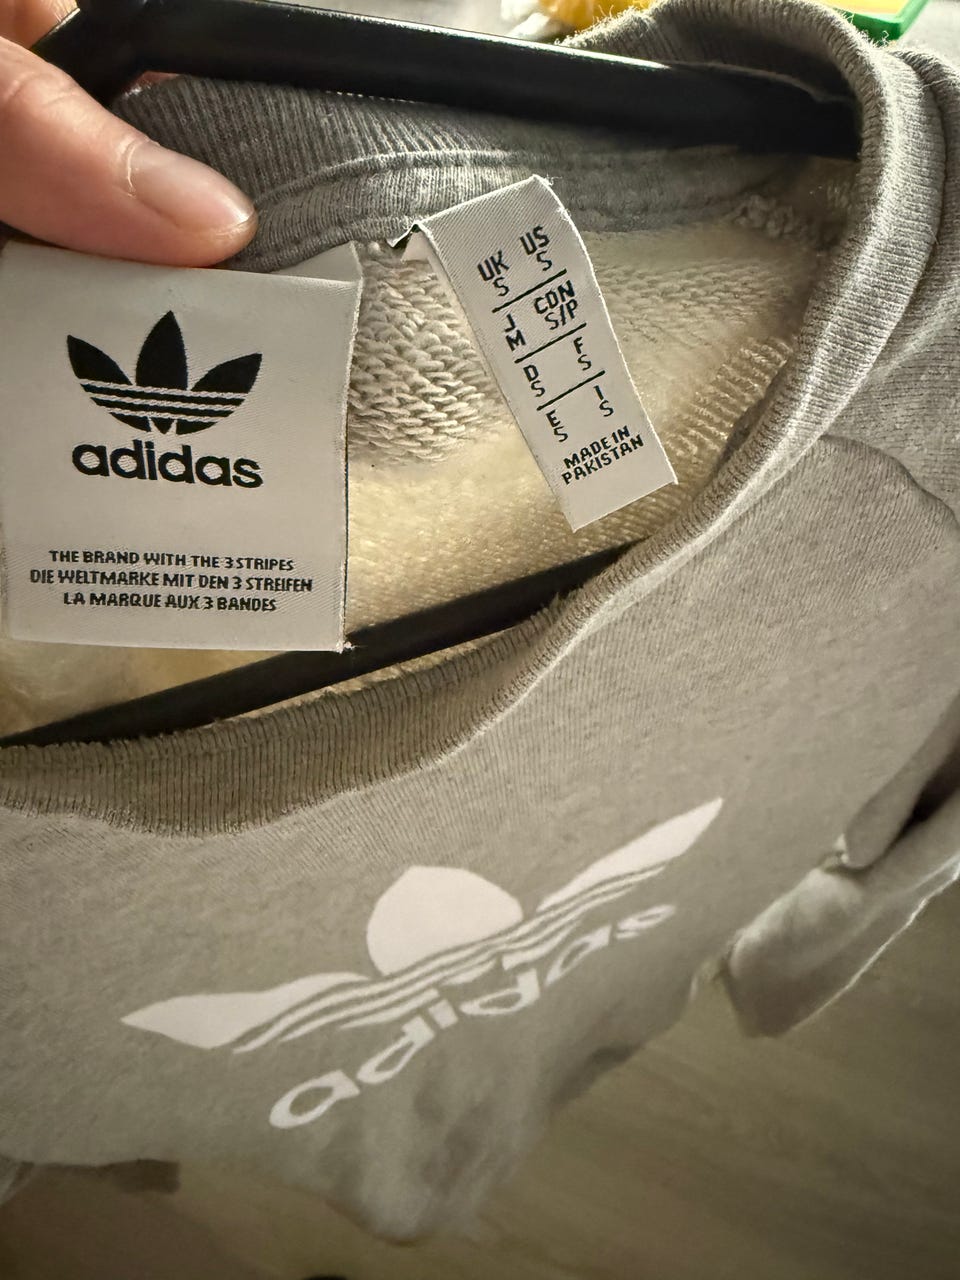 adidas
THE BRAND WITH THE 3 STRIPES
DIE WELTMARKE MIT DEN 3 STREIFEN
LA MARQUE AUX 3 BANDES
UK US
S S
J CDN
M S/P
D F
S S
E I
S S
MADE IN
PAKISTAN
adidas